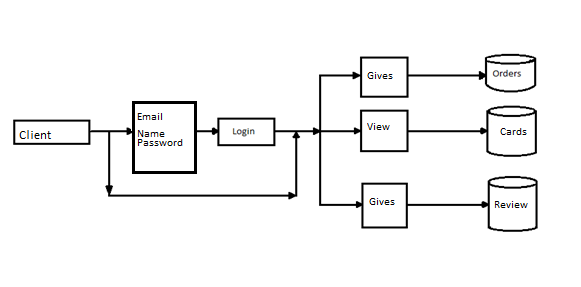 Client
Email
Name
Password
Login
Gives
View
Gives
Orders
Cards
Review